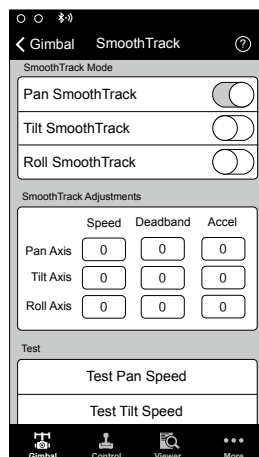 Gimbal SmoothTrack ?
SmoothTrack Mode
Pan SmoothTrack
Tilt SmoothTrack
Roll SmoothTrack
SmoothTrack Adjustments
Speed Deadband Accel
Pan Axis 0 0 0
Tilt Axis 0 0 0
Roll Axis 0 0 0
Test
Test Pan Speed
Test Tilt Speed
Gimbal Control Viewer More